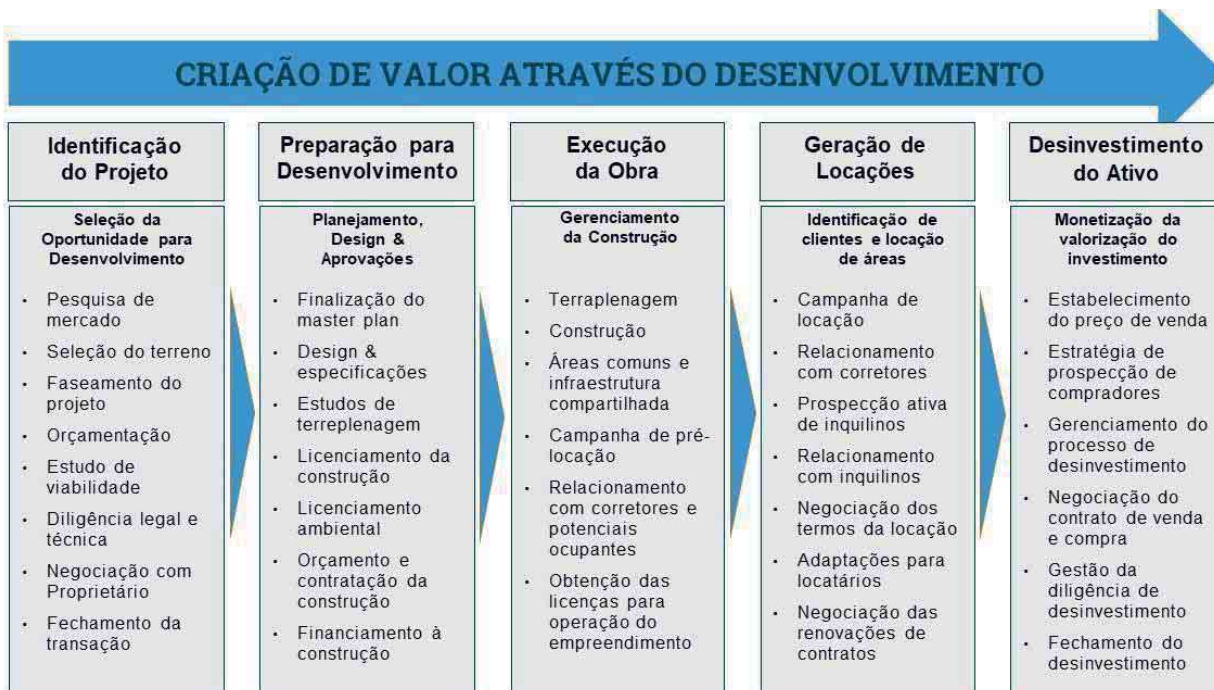 CRIAÇÃO DE VALOR ATRAVÉS DO DESENVOLVIMENTO
Identificação
do Projeto
Seleção da
Oportunidade para
Desenvolvimento
• Pesquisa de
mercado
• Seleção do terreno
• Faseamento do
projeto
• Orçamentação
• Estudo de
viabilidade
• Diligência legal e
técnica
• Negociação com
Proprietário
• Fechamento da
transação
Preparação para
Desenvolvimento
Planejamento,
Design &
Aprovações
• Finalização do
master plan
• Design &
especificações
• Estudos de
terreplenagem
• Licenciamento da
construção
• Licenciamento
ambiental
• Orçamento e
contratação da
construção
• Financiamento à
construção
Execução
da Obra
Gerenciamento
da Construção
• Terraplenagem
• Construção
• Áreas comuns e
infraestrutura
compartilhada
• Campanha de pré-
locação
• Relacionamento
com corretores e
potenciais
ocupantes
• Obtenção das
licenças para
operação do
empreendimento
Geração de
Locações
Identificação de
clientes e locação
de áreas
• Campanha de
locação
• Relacionamento
com corretores
• Prospecção ativa
de inquilinos
• Relacionamento
com inquilinos
• Negociação dos
termos da locação
• Adaptações para
locatários
• Negociação das
renovações de
contratos
Desinvestimento
do Ativo
Monetização da
valorização do
investimento
• Estabelecimento
do preço de venda
• Estratégia de
prospecção de
compradores
• Gerenciamento do
processo de
desinvestimento
• Negociação do
contrato de venda
e compra
• Gestão da
diligência de
desinvestimento
• Fechamento do
desinvestimento